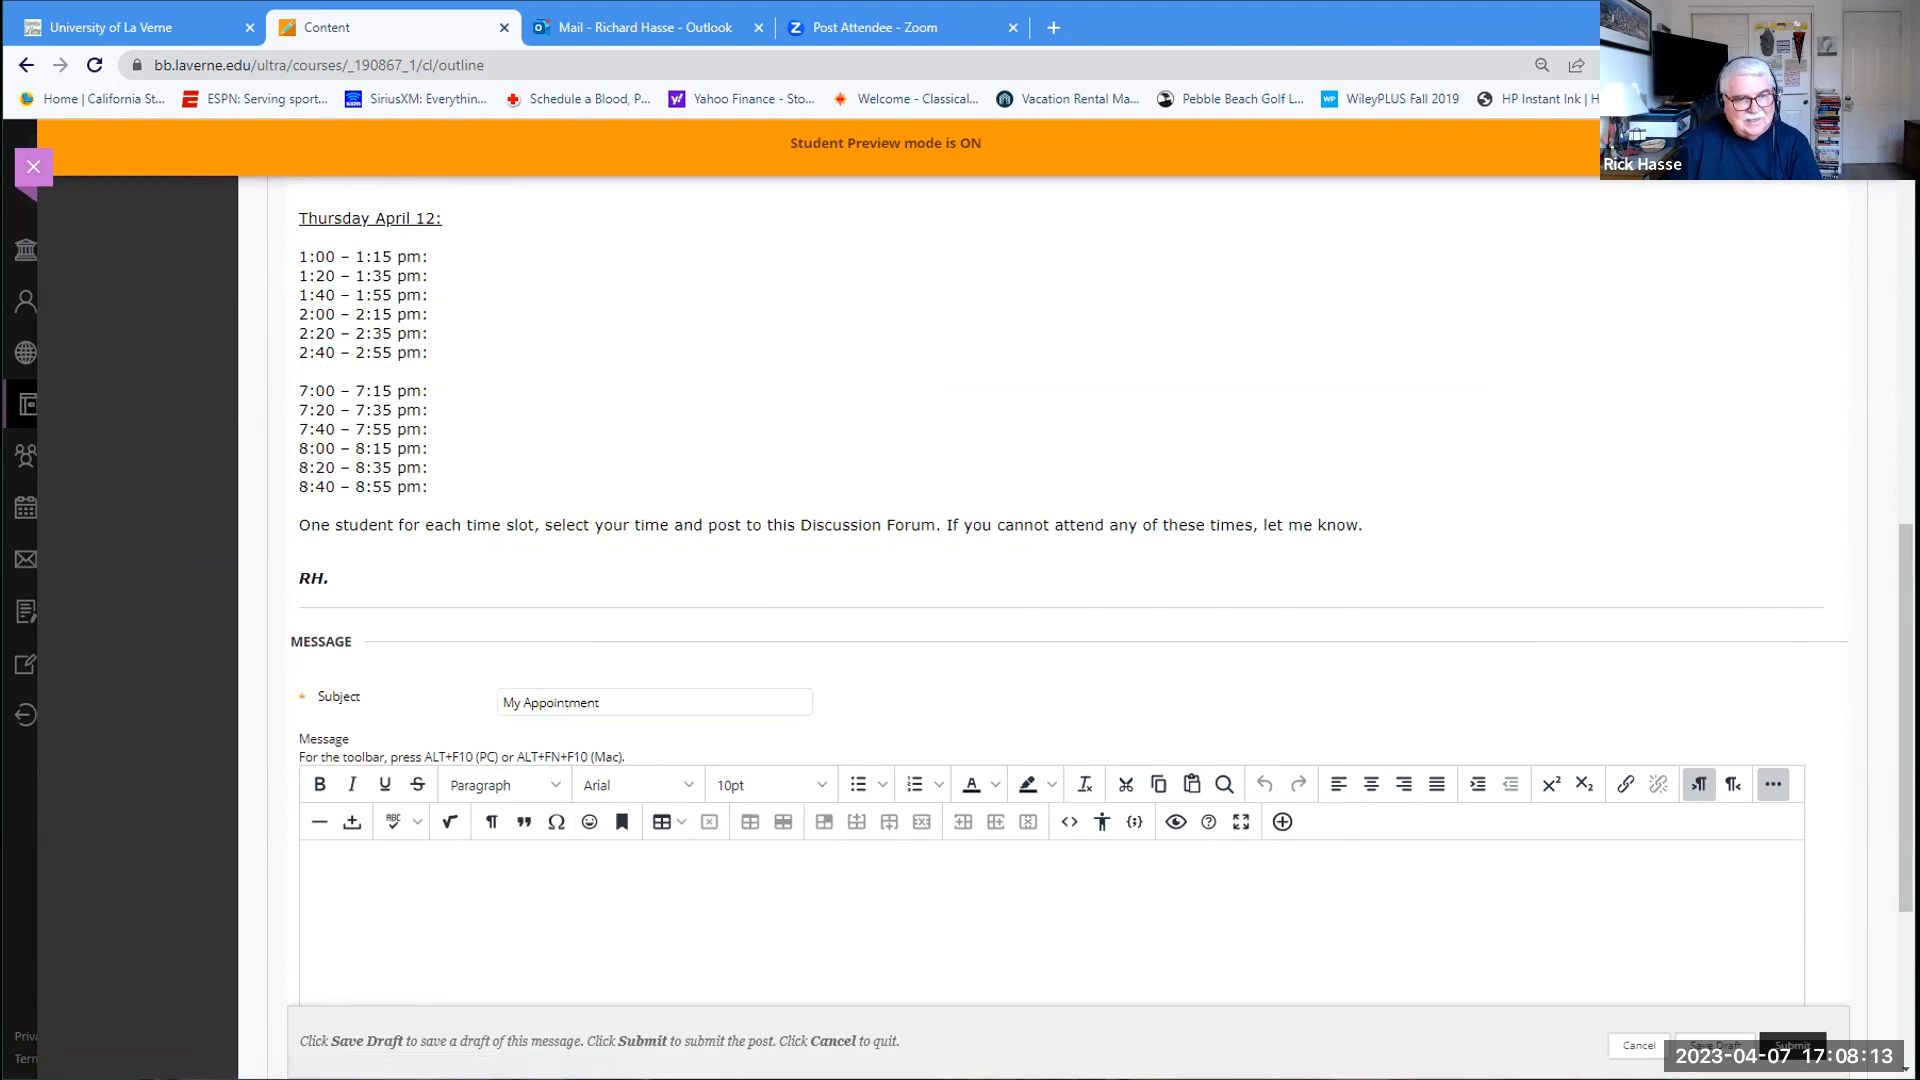 University of La Verne
Content
Mail - Richard Hasse - Outlook
Post Attendee - Zoom
bb.laverne.edu/ultra/courses/_190867_1/cl/outline
Home | California St...
ESPN: Serving sport...
SiriusXM: Everythin...
Schedule a Blood, P...
Yahoo Finance - Sto...
Welcome - Classical...
Vacation Rental Ma...
Pebble Beach Golf L...
WileyPLUS Fall 2019
HP Instant Ink | H
Student Preview mode is ON
Rick Hasse
Thursday April 12:
1:00 – 1:15 pm:
1:20 – 1:35 pm:
1:40 – 1:55 pm:
2:00 – 2:15 pm:
2:20 – 2:35 pm:
2:40 – 2:55 pm:
7:00 – 7:15 pm:
7:20 – 7:35 pm:
7:40 – 7:55 pm:
8:00 – 8:15 pm:
8:20 – 8:35 pm:
8:40 – 8:55 pm:
One student for each time slot, select your time and post to this Discussion Forum. If you cannot attend any of these times, let me know.
RH.
MESSAGE
* Subject
My Appointment
Message
For the toolbar, press ALT+F10 (PC) or ALT+FN+F10 (Mac).
Paragraph
Arial
10pt
Click Save Draft to save a draft of this message. Click Submit to submit the post. Click Cancel to quit.
Cancel
Save Draft
Submit
Priva
Term
2023-04-07 17:08:13